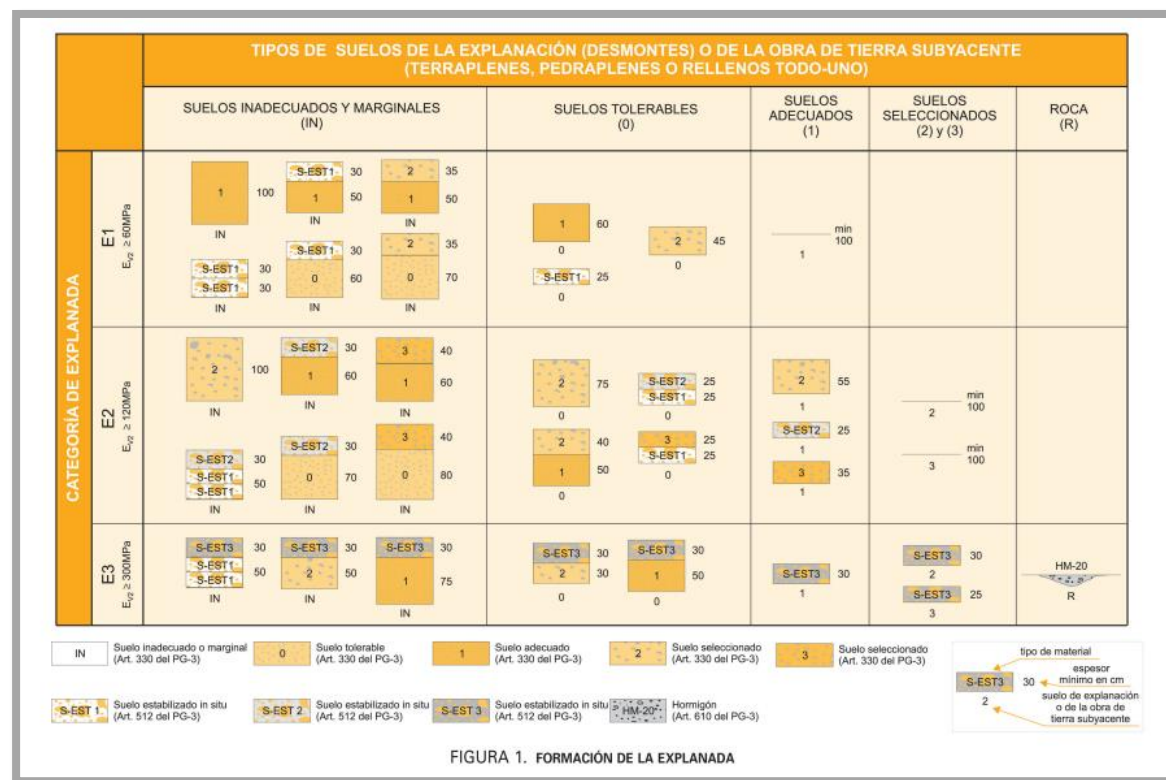 TIPOS DE SUELOS DE LA EXPLANACIÓN (DESMONTES) O DE LA OBRA DE TIERRA SUBYACENTE
(TERRAPLENES, PEDRAPLENES O RELLENOS TODO-UNO)
SUELOS INADECUADOS Y MARGINALES
(IN)
SUELOS TOLERABLES
(0)
SUELOS
ADECUADOS
(1)
SUELOS
SELECCIONADOS
(2) y (3)
ROCA
(R)
CATEGORÍA DE EXPLANADA
E1
EV2 ≥ 60MPa
1 100
IN
S-EST1 30
1 50
IN
2 35
1 50
IN
S-EST1 30
S-EST1 30
IN
S-EST1 30
0 60
IN
2 35
0 70
IN
1 60
0
2 45
0
S-EST1 25
0
min
100
1
E2
EV2 ≥ 120MPa
2 100
IN
S-EST2 30
1 60
IN
3 40
1 60
IN
S-EST2 30
S-EST1 50
S-EST1
IN
S-EST2 30
0 70
IN
3 40
0 80
IN
2 75
0
S-EST2 25
S-EST1 25
0
2 40
1 50
0
3 25
S-EST1 25
0
2 55
1
S-EST2 25
1
3 35
1
min
100
2
min
100
3
E3
EV2 ≥ 300MPa
S-EST3 30
S-EST1 50
S-EST1
IN
S-EST3 30
2 50
IN
S-EST3 30
1 75
IN
S-EST3 30
2 30
0
S-EST3 30
1 50
0
S-EST3 30
1
S-EST3 30
2
S-EST3 25
3
HM-20
R
IN Suelo inadecuado o marginal
(Art. 330 del PG-3)
0 Suelo tolerable
(Art. 330 del PG-3)
1 Suelo adecuado
(Art. 330 del PG-3)
2 Suelo seleccionado
(Art. 330 del PG-3)
3 Suelo seleccionado
(Art. 330 del PG-3)
S-EST 1 Suelo estabilizado in situ
(Art. 512 del PG-3)
S-EST 2 Suelo estabilizado in situ
(Art. 512 del PG-3)
S-EST 3 Suelo estabilizado in situ
(Art. 512 del PG-3)
HM-20 Hormigón
(Art. 610 del PG-3)
tipo de material
S-EST3 30 espesor
mínimo en cm
2 suelo de explanación
o de la obra de
tierra subyacente
FIGURA 1. FORMACIÓN DE LA EXPLANADA